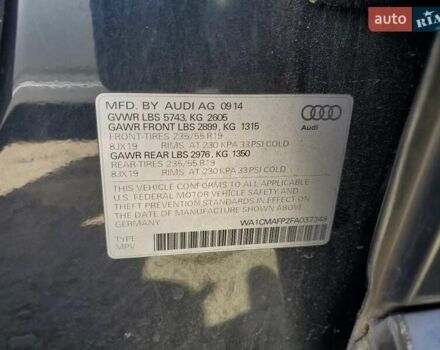 AUTO RIA
MFD. BY AUDI AG 09 14
GVWR LBS 5743, KG 2605
GAWR FRONT LBS 2899, KG 1315
FRONT-TIRES 235/55 R19
8JX19 RIMS, AT 230 KPA 33 PSI COLD
GAWR REAR LBS 2976, KG 1350
REAR-TIRES 235/55 R19
8JX19 RIMS, AT 230 KPA 33 PSI COLD
Audi
THIS VEHICLE CONFORMS TO ALL APPLICABLE
U.S. FEDERAL MOTOR VEHICLE SAFETY
STANDARDS IN EFFECT ON THE
DATE OF MANUFACTURE SHOWN ABOVE.
GERMANY
WA1CMAFP2FA037348
TYPE:
MPV